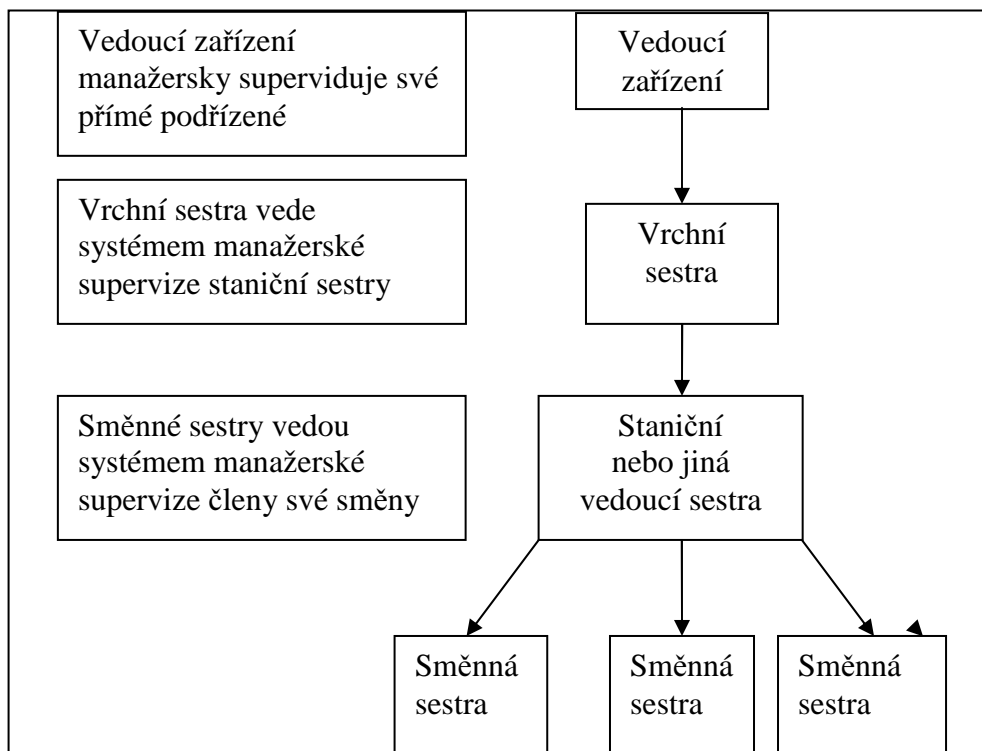 Vedoucí zařízení
manažersky superviduje své
přímé podřízené
Vedoucí
zařízení
Vrchní sestra vede
systémem manažerské
supervize staniční sestry
Vrchní
sestra
Směnné sestry vedou
systémem manažerské
supervize členy své směny
Staniční
nebo jiná
vedoucí sestra
Směnná
sestra
Směnná
sestra
Směnná
sestra